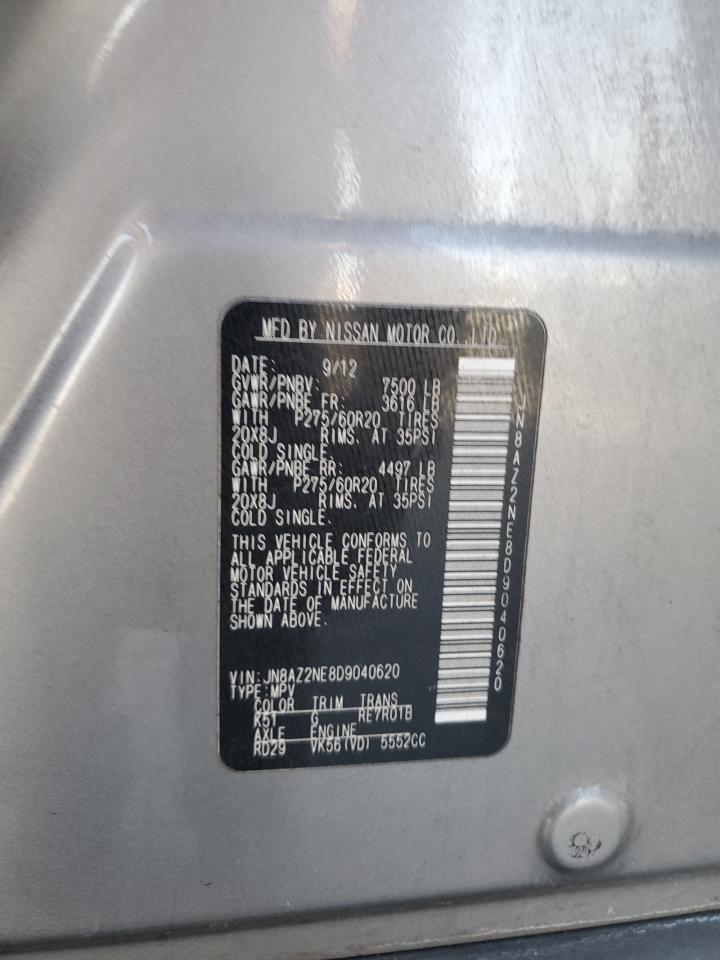 MFD BY NISSAN MOTOR CO.,LTD.
DATE: 9/12
GVWR/PNBV: 7500 LB
GAWR/PNBE FR: 3616 LB
WITH P275/60R20 TIRES
20X8J RIMS. AT 35PSI
COLD SINGLE.
GAWR/PNBE RR: 4497 LB
WITH P275/60R20 TIRES
20X8J RIMS. AT 35PSI
COLD SINGLE.
THIS VEHICLE CONFORMS TO
ALL APPLICABLE FEDERAL
MOTOR VEHICLE SAFETY
STANDARDS IN EFFECT ON
THE DATE OF MANUFACTURE
SHOWN ABOVE.
VIN:JN8AZ2NE8D9040620
TYPE:MPV
COLOR TRIM TRANS
K51 G RE7R01B
AXLE ENGINE
RD29 VK56(VD) 5552CC
JN8AZ2NE8D9040620